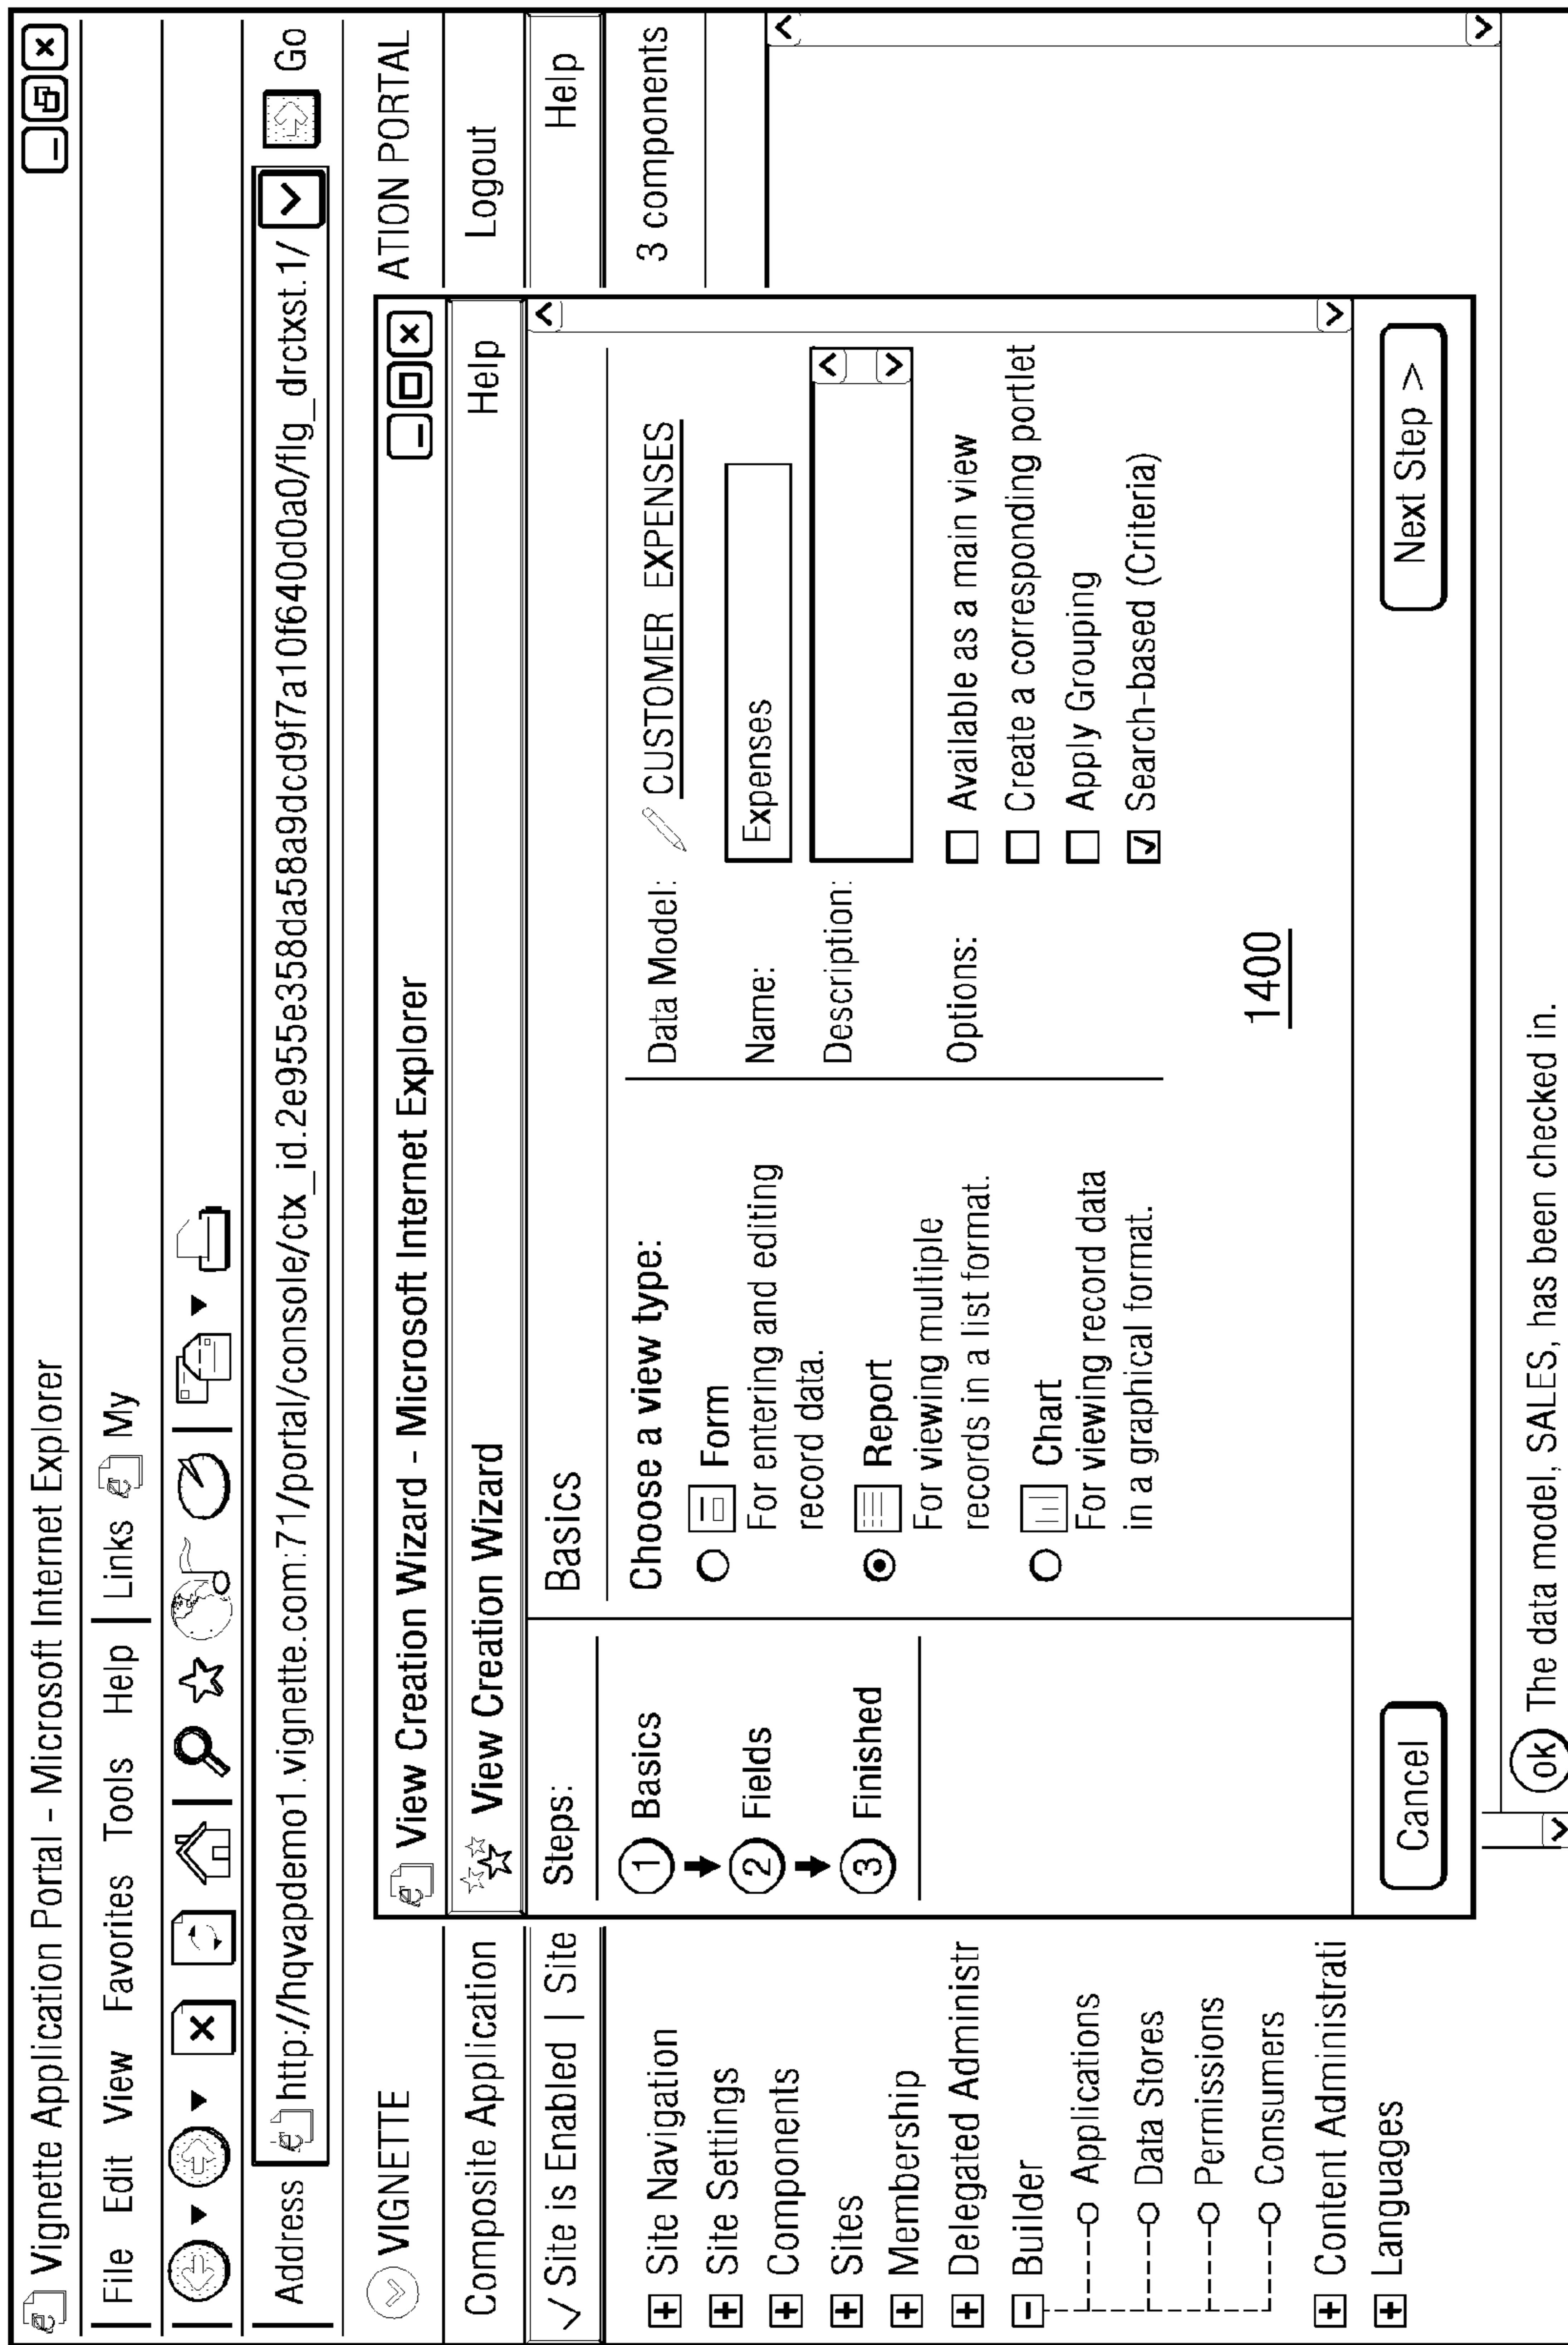 Vignette Application Portal - Microsoft Internet Explorer
File Edit View Favorites Tools Help Links My
Address http://hqvapdemo1.vignette.com:71/portal/console/ctx_id.2e955e358da58a9dcd9f7a10f640d0a0/flg_drctxst.1/ Go
VIGNETTE
ATION PORTAL
Composite Application
Logout
Site is Enabled | Site
Help
3 components
Site Navigation
Site Settings
Components
Sites
Membership
Delegated Administr
Builder
Applications
Data Stores
Permissions
Consumers
Content Administrati
Languages
View Creation Wizard - Microsoft Internet Explorer
View Creation Wizard
Help
Steps:
1 Basics
2 Fields
3 Finished
Basics
Choose a view type:
Form
For entering and editing
record data.
Report
For viewing multiple
records in a list format.
Chart
For viewing record data
in a graphical format.
Data Model: CUSTOMER EXPENSES
Name: Expenses
Description:
Options: Available as a main view
Create a corresponding portlet
Apply Grouping
Search-based (Criteria)
1400
Cancel
Next Step >
ok The data model, SALES, has been checked in.